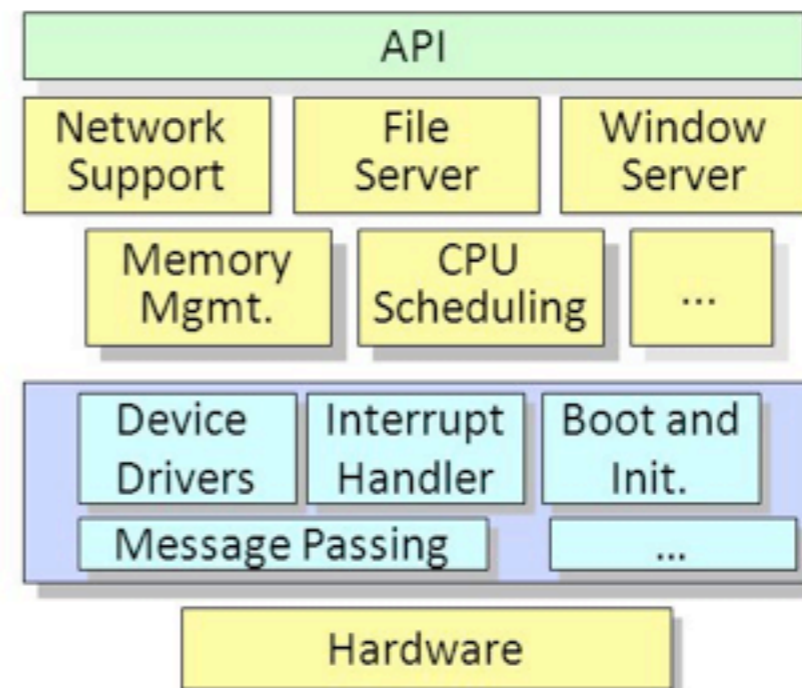 API
Network Support
File Server
Window Server
Memory Mgmt.
CPU Scheduling
...
Device Drivers
Interrupt Handler
Boot and Init.
Message Passing
...
Hardware